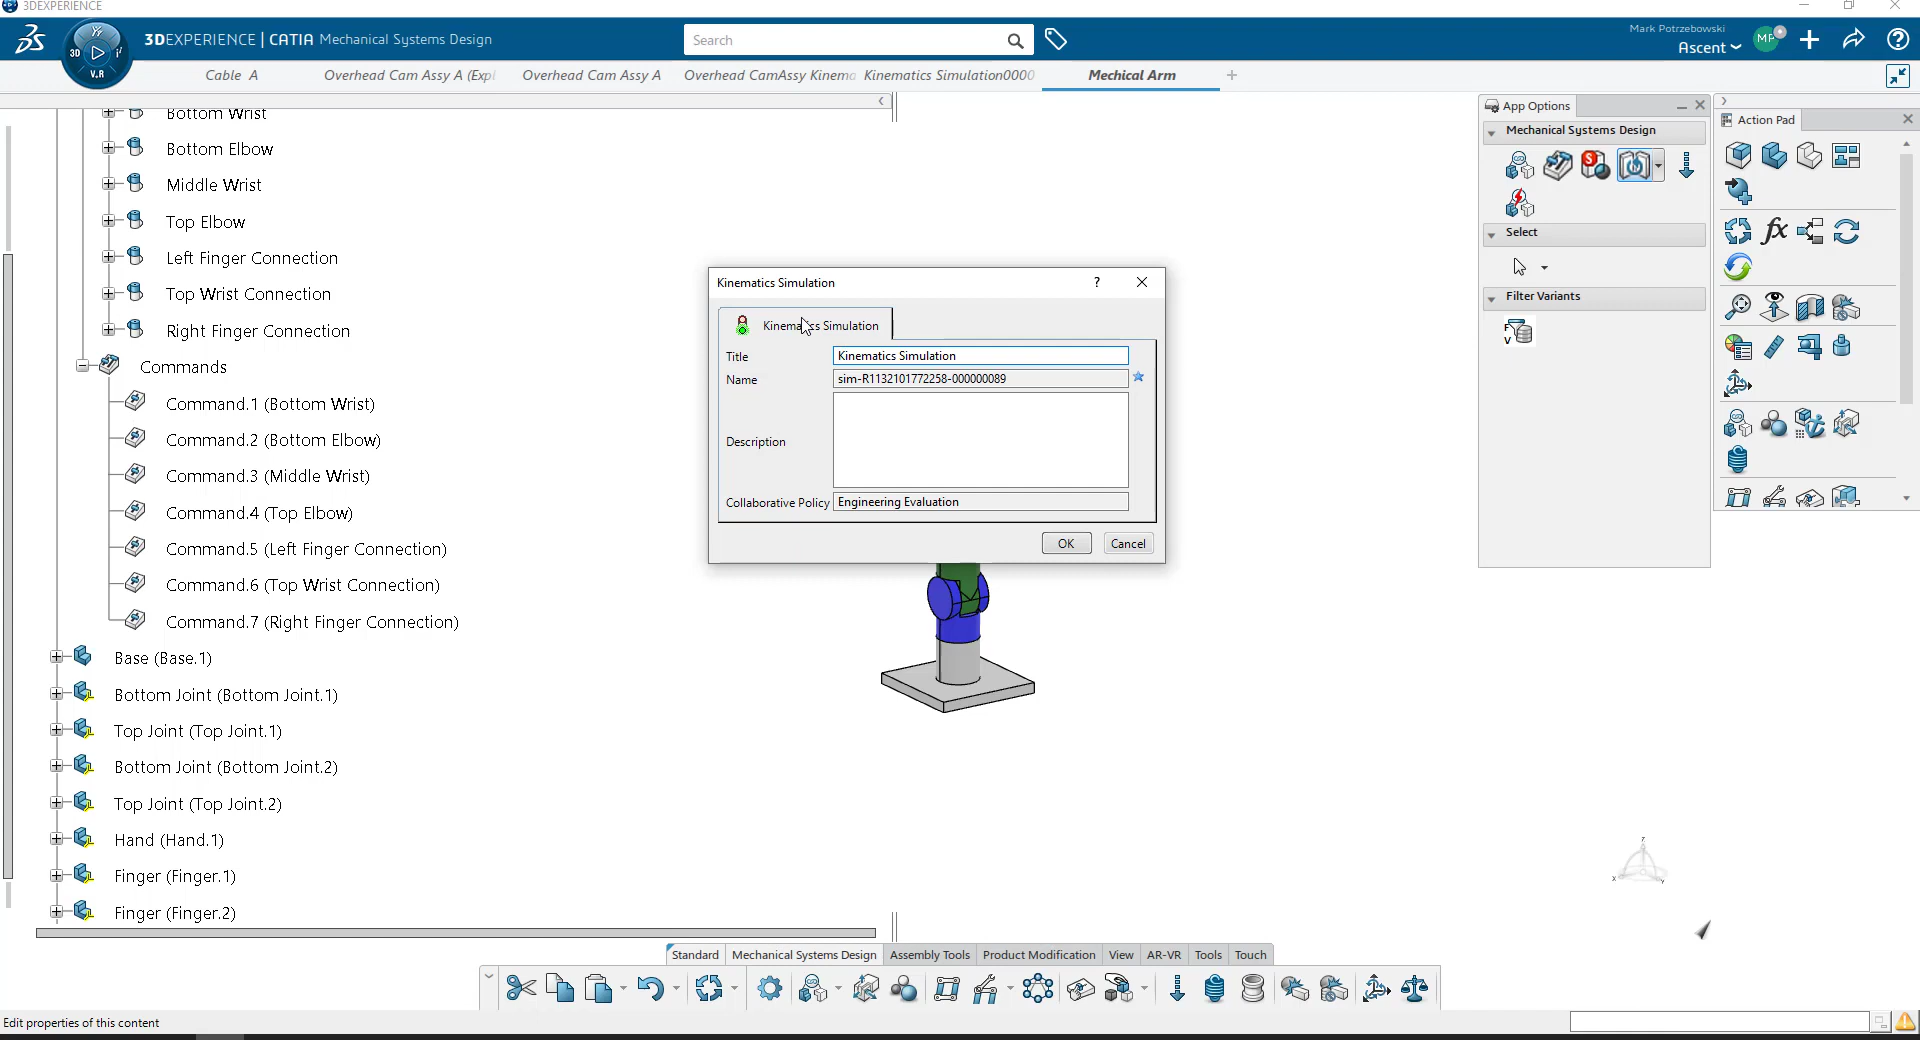 3DEXPERIENCE
3DEXPERIENCE | CATIA Mechanical Systems Design
3D
V.R
Search
Mark Potrzebowski
Ascent
MP
Cable A
Overhead Cam Assy A (Expl
Overhead Cam Assy A
Overhead CamAssy Kinema
Kinematics Simulation0000
Mechical Arm
Bottom Wrist
Bottom Elbow
Middle Wrist
Top Elbow
Left Finger Connection
Top Wrist Connection
Right Finger Connection
Commands
Command.1 (Bottom Wrist)
Command.2 (Bottom Elbow)
Command.3 (Middle Wrist)
Command.4 (Top Elbow)
Command.5 (Left Finger Connection)
Command.6 (Top Wrist Connection)
Command.7 (Right Finger Connection)
Base (Base.1)
Bottom Joint (Bottom Joint.1)
Top Joint (Top Joint.1)
Bottom Joint (Bottom Joint.2)
Top Joint (Top Joint.2)
Hand (Hand.1)
Finger (Finger.1)
Finger (Finger.2)
Kinematics Simulation
?
Kinematics Simulation
Title
Kinematics Simulation
Name
sim-R1132101772258-000000089
Description
Collaborative Policy
Engineering Evaluation
OK
Cancel
App Options
Mechanical Systems Design
Select
Filter Variants
F
V
Action Pad
fx
Z
X
Y
Standard
Mechanical Systems Design
Assembly Tools
Product Modification
View
AR-VR
Tools
Touch
Edit properties of this content